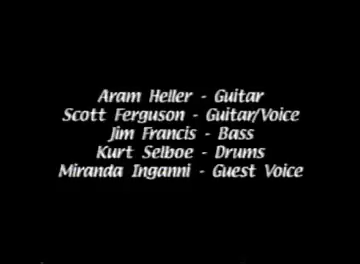 Aram Heller - Guitar
Scott Ferguson - Guitar/Voice
Jim Francis - Bass
Kurt Selboe - Drums
Miranda Inganni - Guest Voice